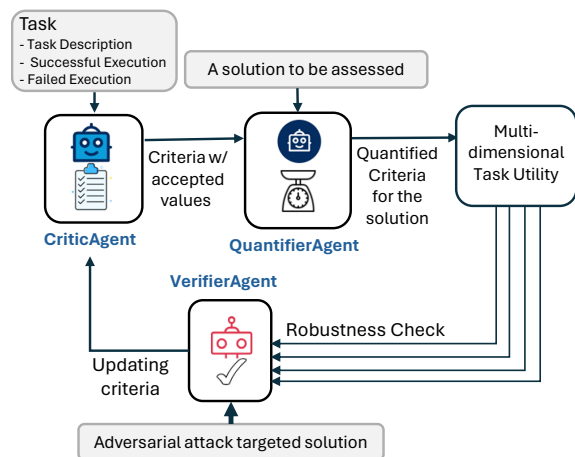 Task
- Task Description
- Successful Execution
- Failed Execution
A solution to be assessed
Criteria w/
accepted
values
Quantified
Criteria
for the
solution
Multi-
dimensional
Task Utility
CriticAgent
QuantifierAgent
VerifierAgent
Robustness Check
Updating
criteria
Adversarial attack targeted solution